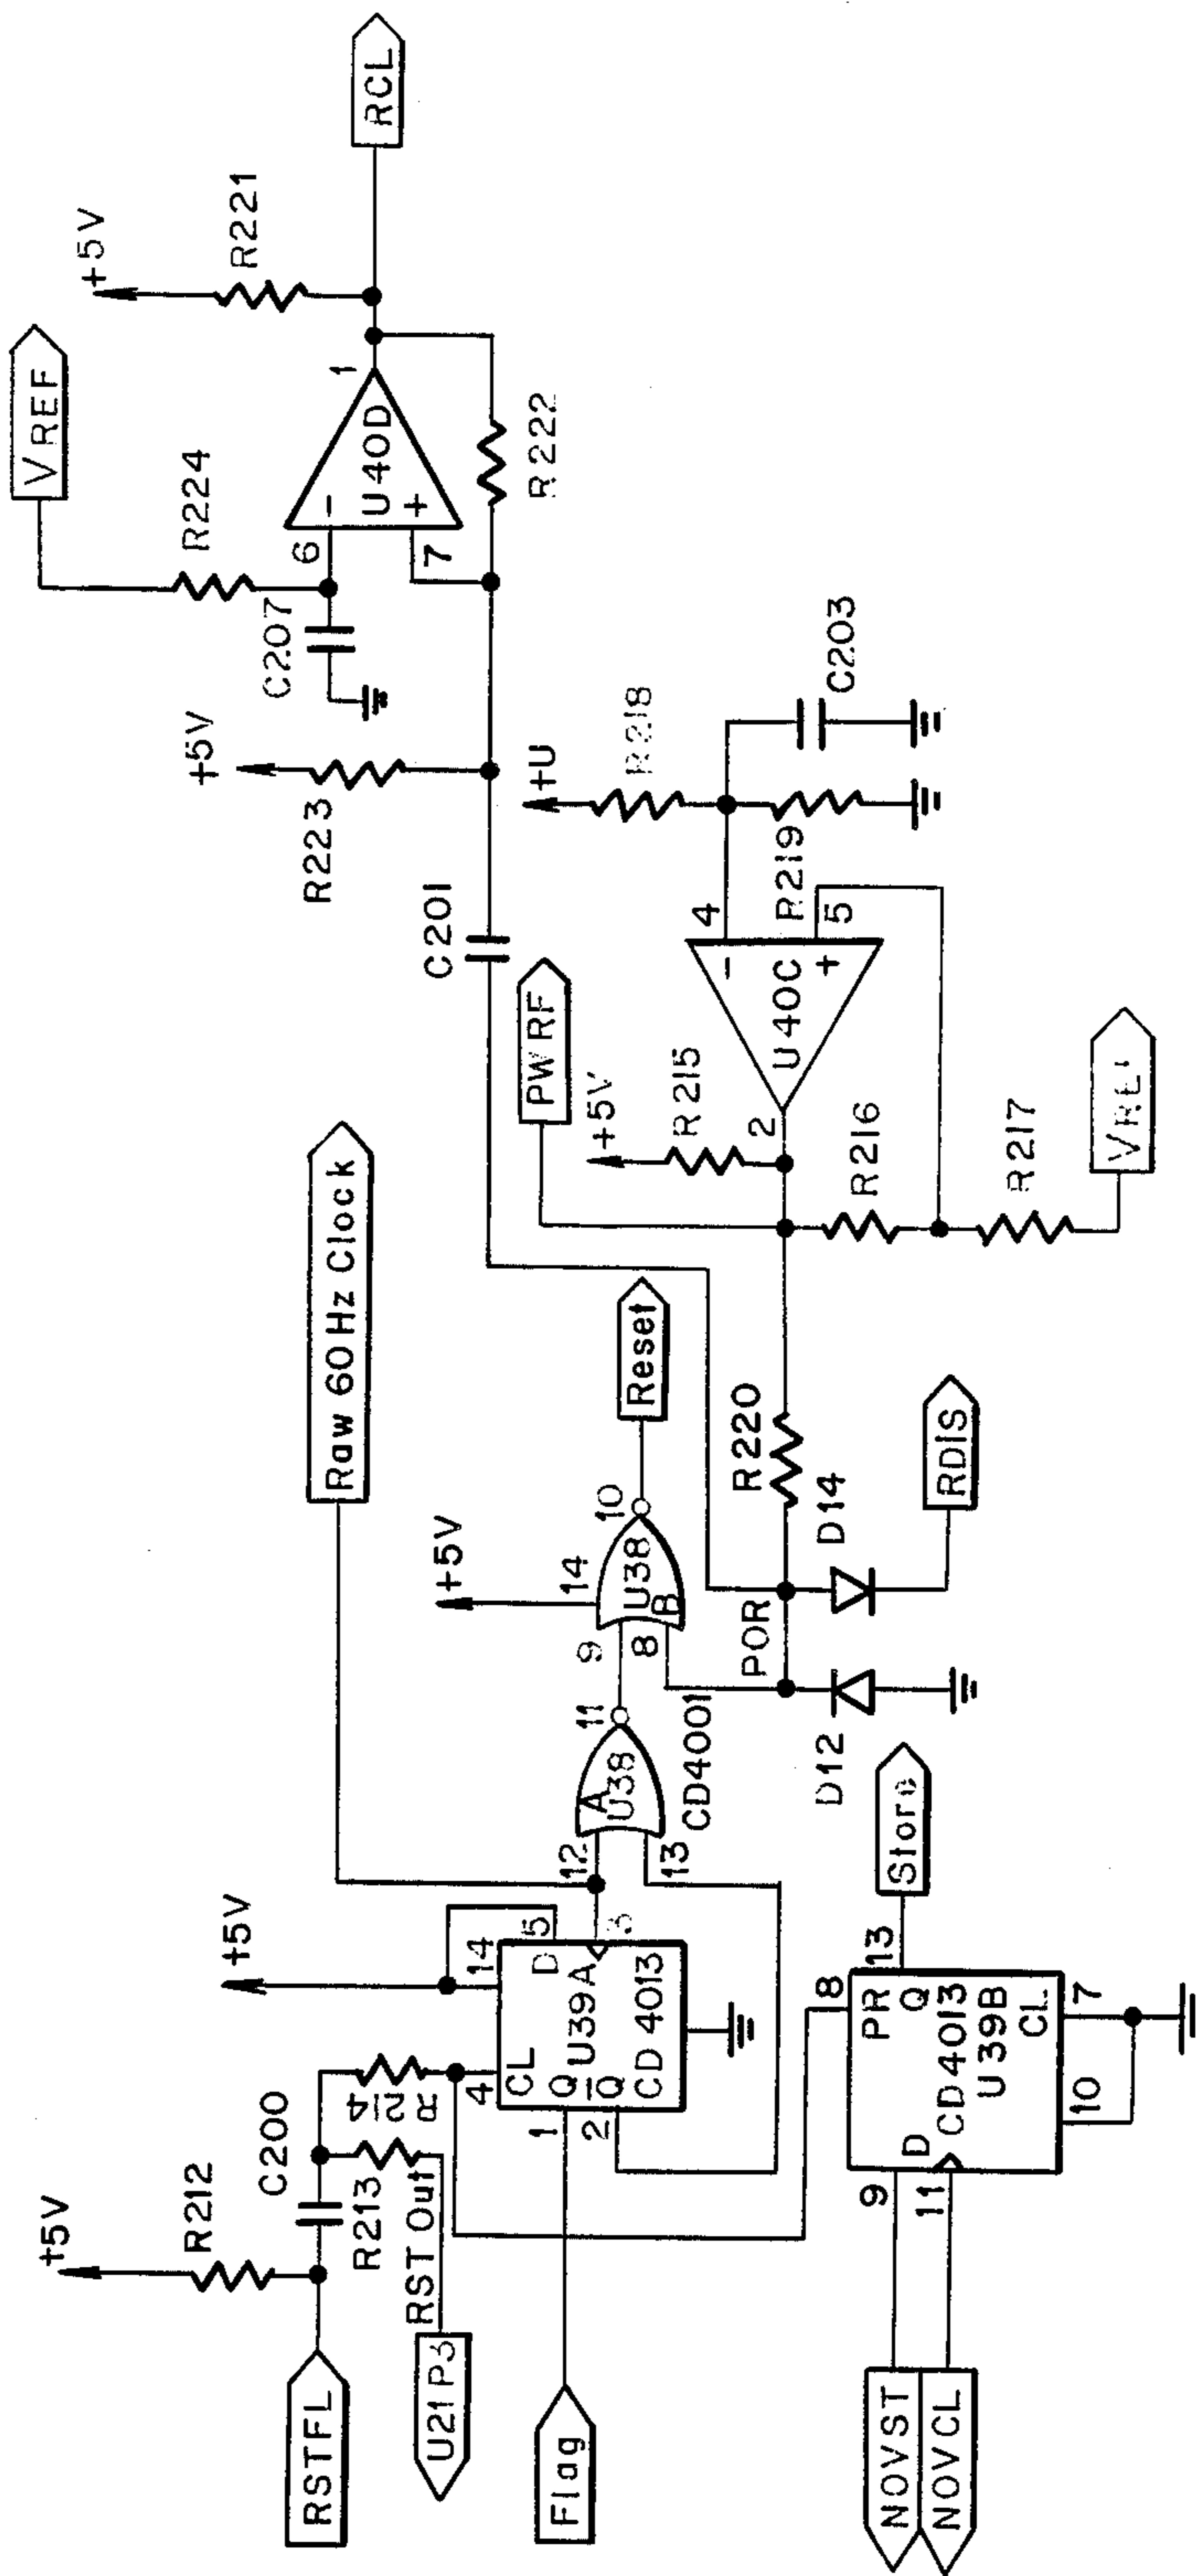 +5V
R212
RSTFL
C200
R213
R214
RST Out
U21P3
Flag
+5V
14
D 5
4
CL
U39A
1
Q
2
Q̅
CD 4013
3
Raw 60Hz Clock
12
13
A
U38
11
CD4001
+5V
14
9
8
U38
B
10
Reset
POR
D12
D14
R220
RDIS
NOVST
NOVCL
9
11
D
8
PR
Q
CD4013
U39B
CL
13
10
7
Store
PWRF
+5V
R215
2
R216
R217
U40C
-
+
4
5
+U
R218
R219
C203
C201
+5V
R223
VREF
R224
C207
6
7
-
+
U40D
1
R222
+5V
R221
RCL